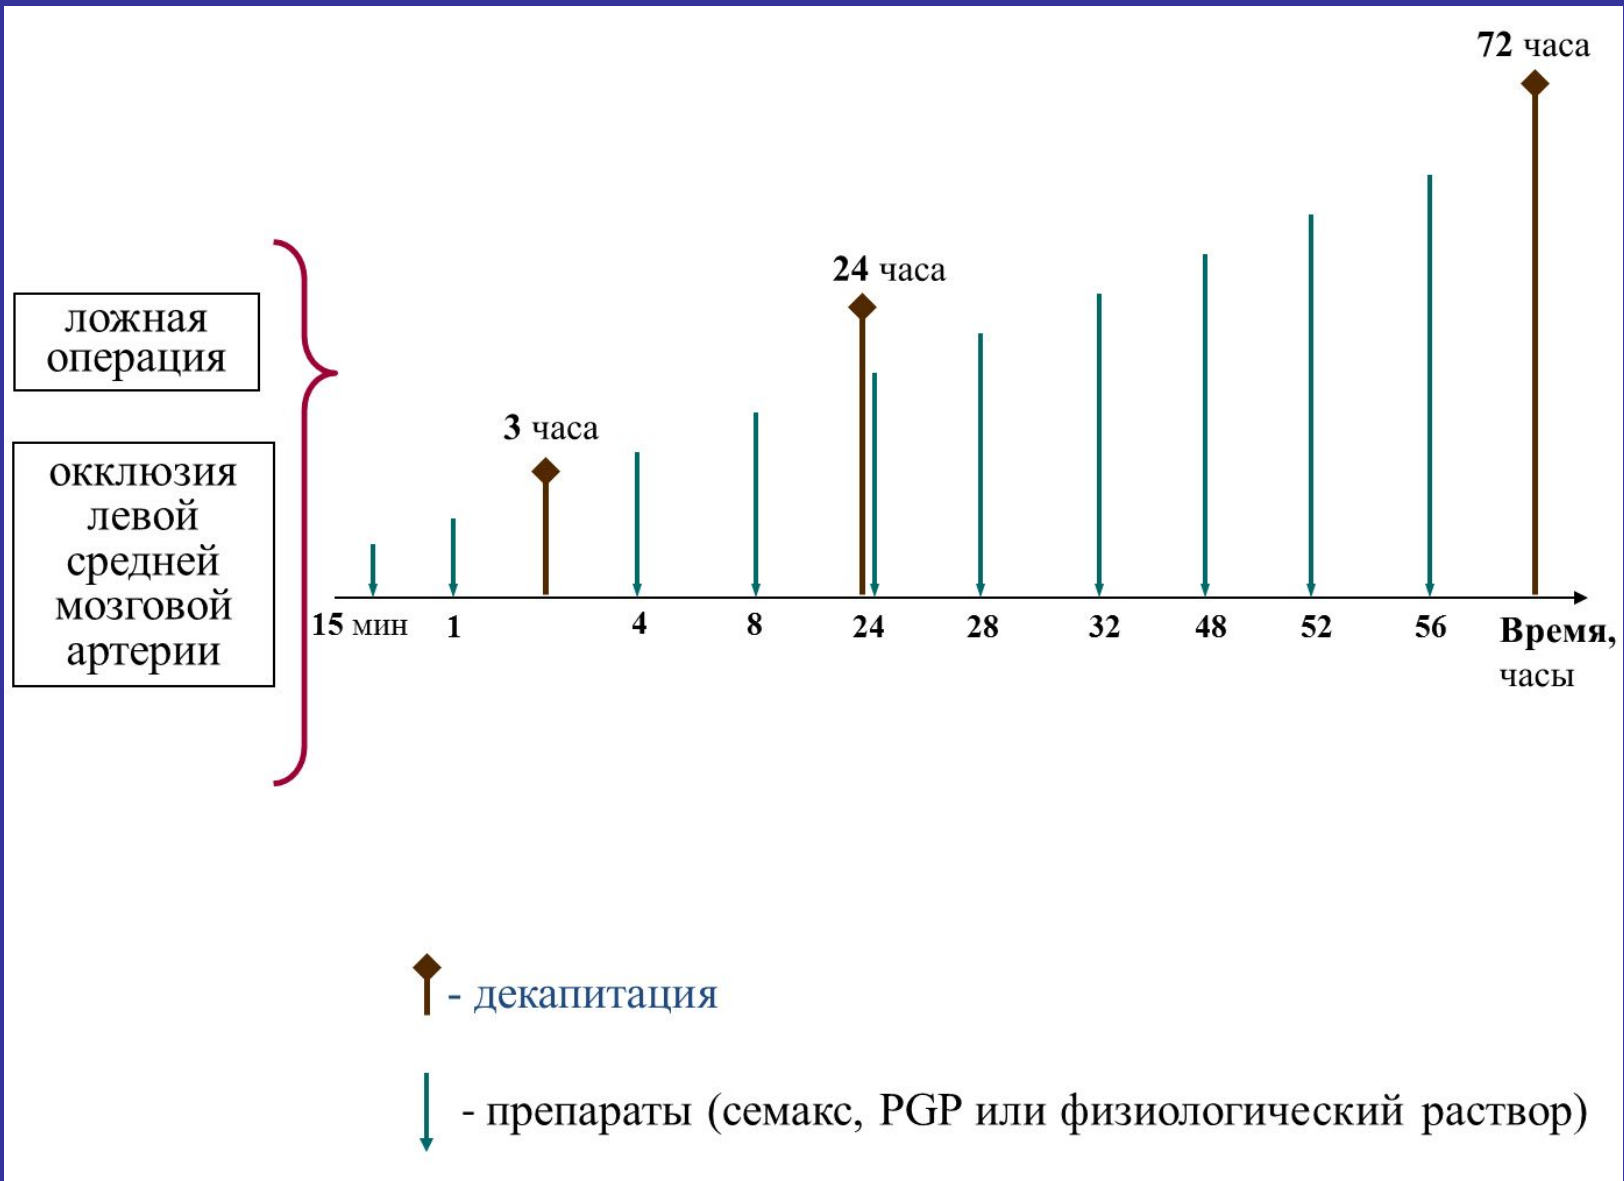 72 часа
24 часа
3 часа
ложная
операция
окклюзия
левой
средней
мозговой
артерии
15 мин 1 4 8 24 28 32 48 52 56 Время,
часы
- декапитация
- препараты (семакс, PGP или физиологический раствор)